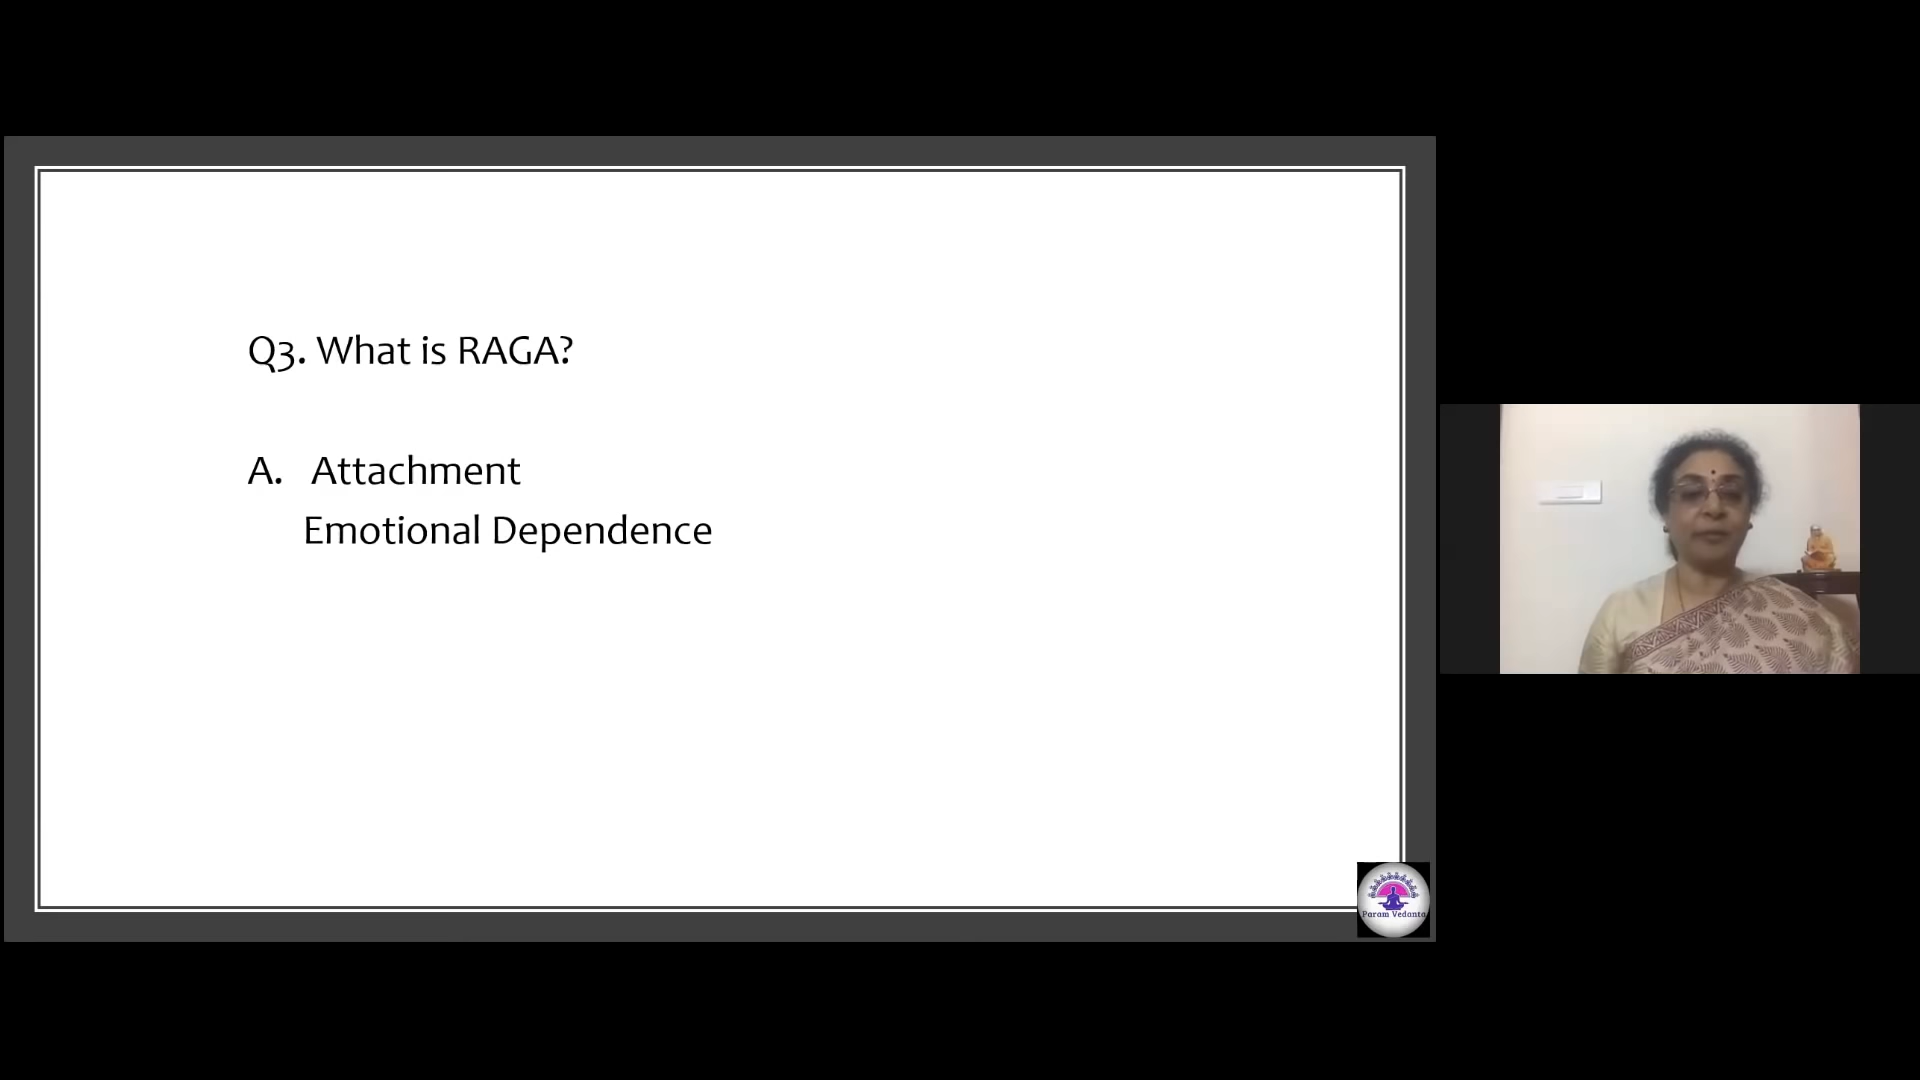 Q3. What is RAGA?
A. Attachment
Emotional Dependence
Param Vedanta